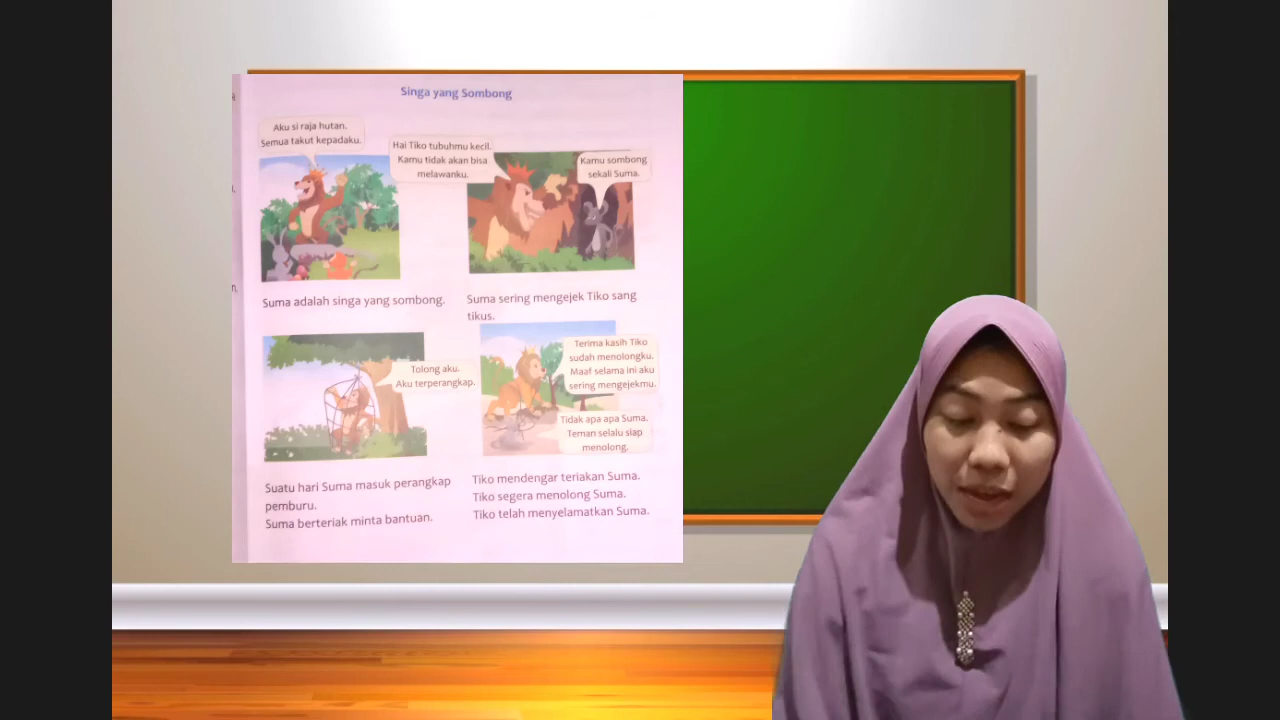 Singa yang Sombong
Aku si raja hutan.
Semua takut kepadaku.
Hai Tiko tubuhmu kecil.
Kamu tidak akan bisa
melawanku.
Kamu sombong
sekali Suma.
Suma adalah singa yang sombong.
Suma sering mengejek Tiko sang
tikus.
Tolong aku.
Aku terperangkap.
Terima kasih Tiko
sudah menolongku.
Maaf selama ini aku
sering mengejekmu.
Tidak apa apa Suma.
Teman selalu siap
menolong.
Suatu hari Suma masuk perangkap
pemburu.
Suma berteriak minta bantuan.
Tiko mendengar teriakan Suma.
Tiko segera menolong Suma.
Tiko telah menyelamatkan Suma.